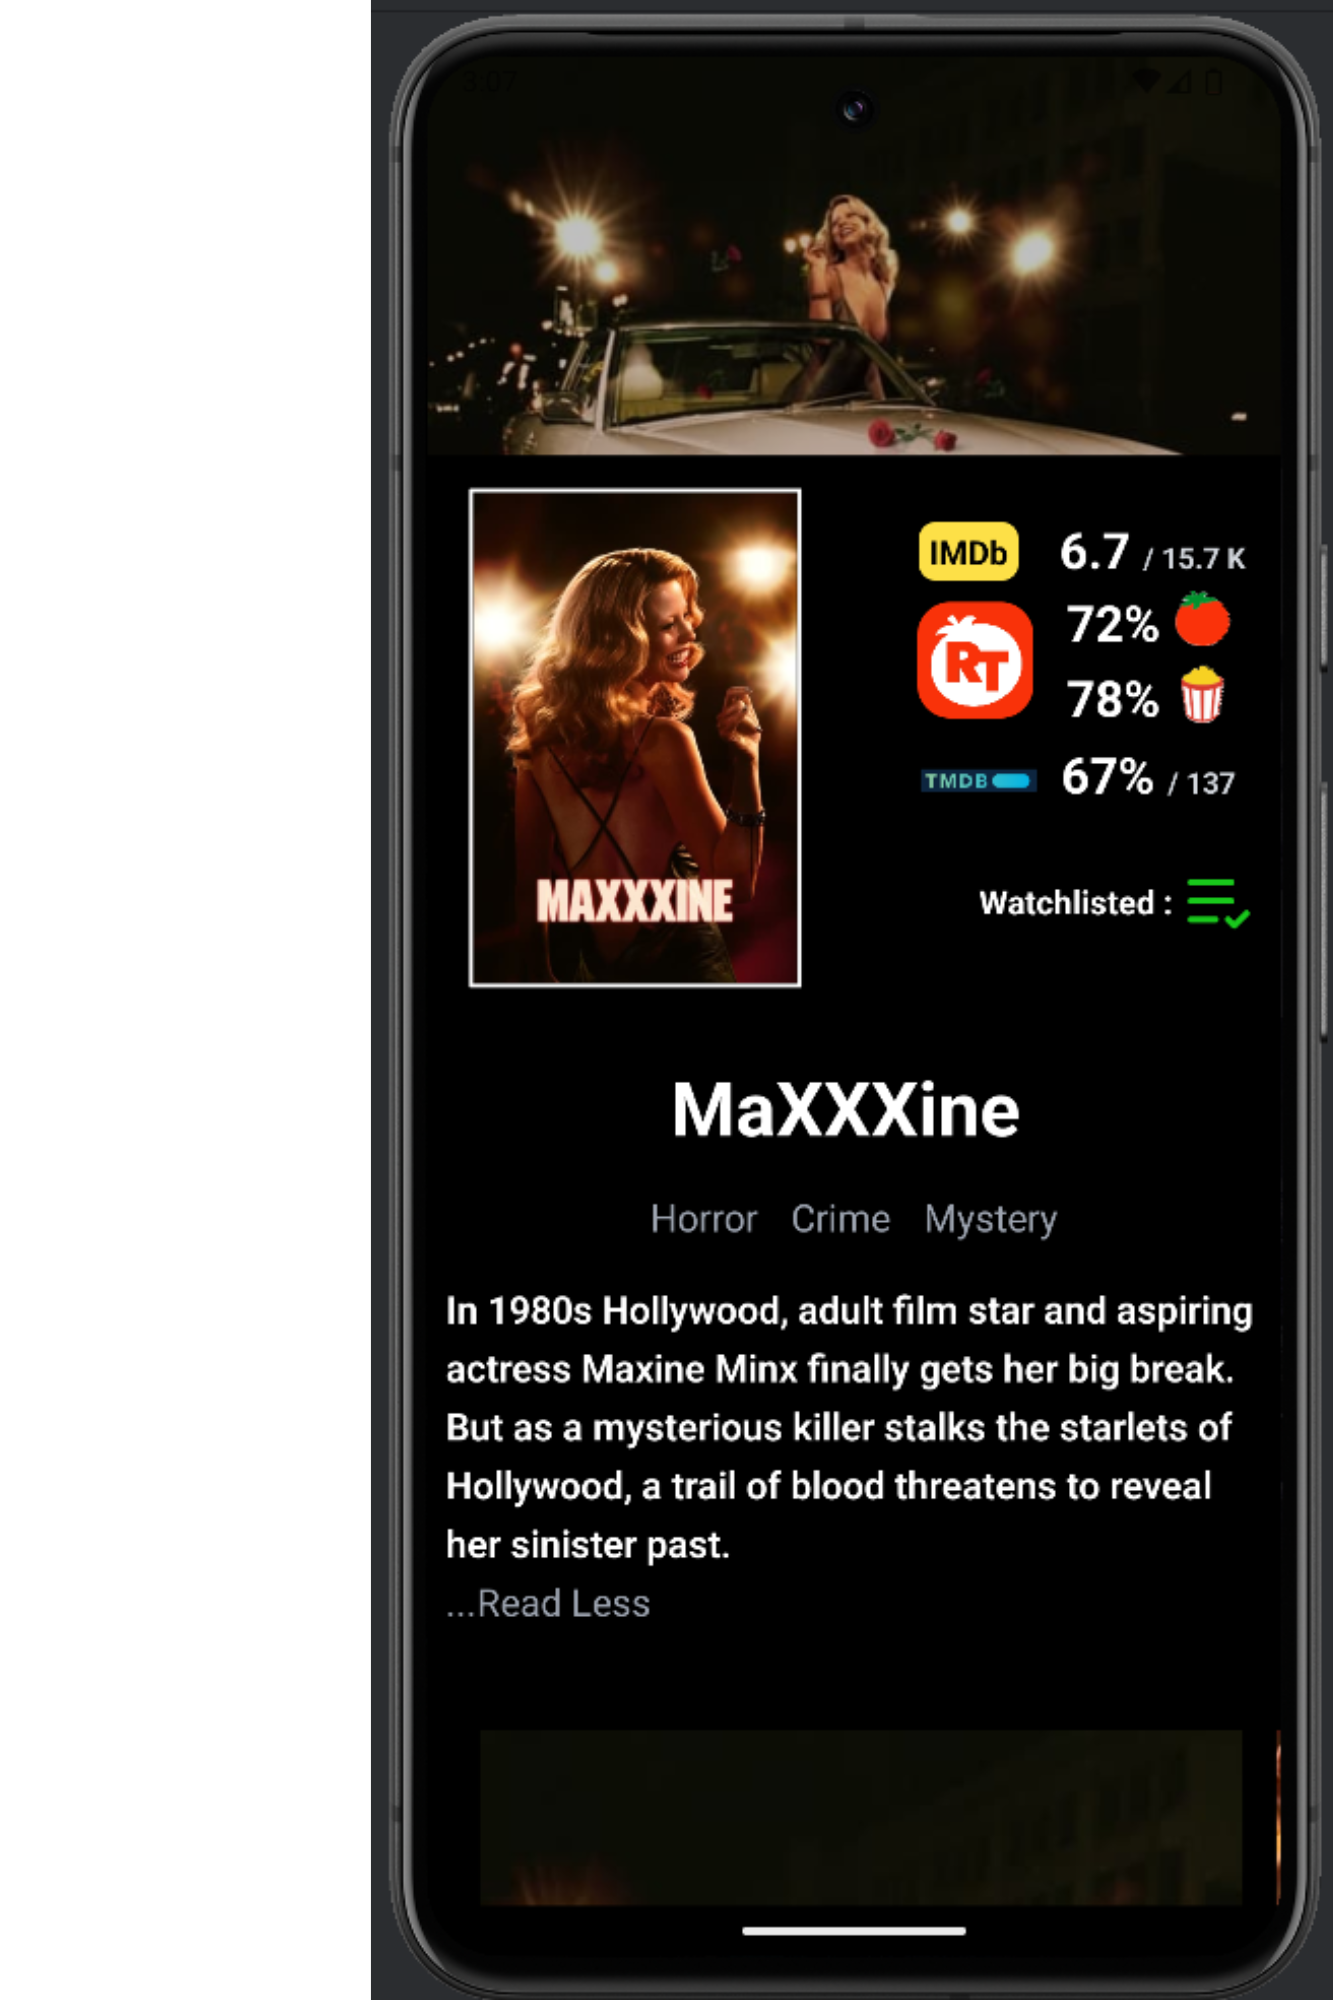 3:07
IMDb 6.7 / 15.7 K
RT 72%
78%
TMDB 67% / 137
Watchlisted :
MAXXXINE
MaXXXine
Horror Crime Mystery
In 1980s Hollywood, adult film star and aspiring
actress Maxine Minx finally gets her big break.
But as a mysterious killer stalks the starlets of
Hollywood, a trail of blood threatens to reveal
her sinister past.
...Read Less